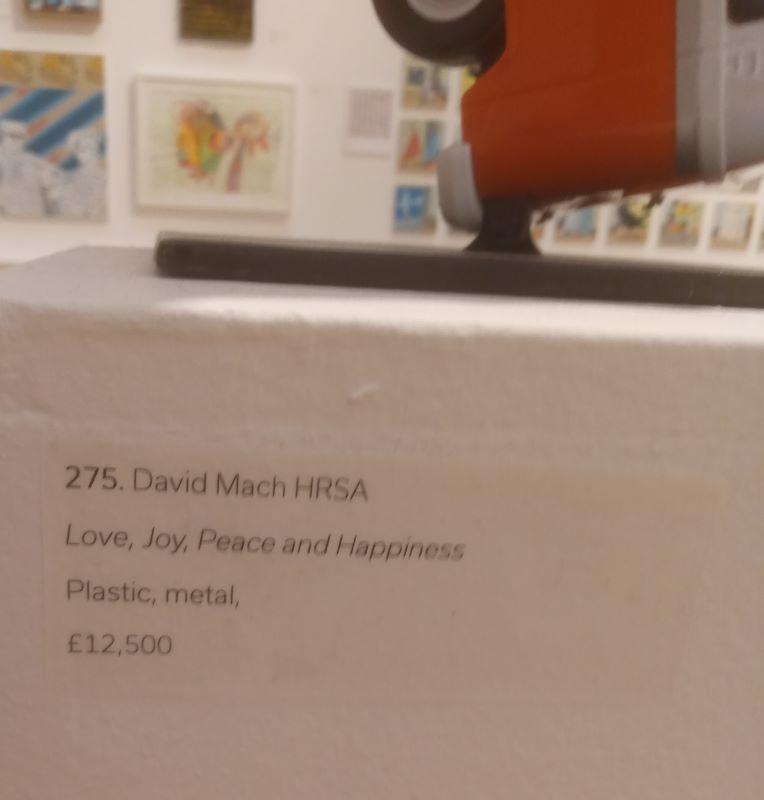 275. David Mach HRSA
Love, Joy, Peace and Happiness
Plastic, metal,
£12,500